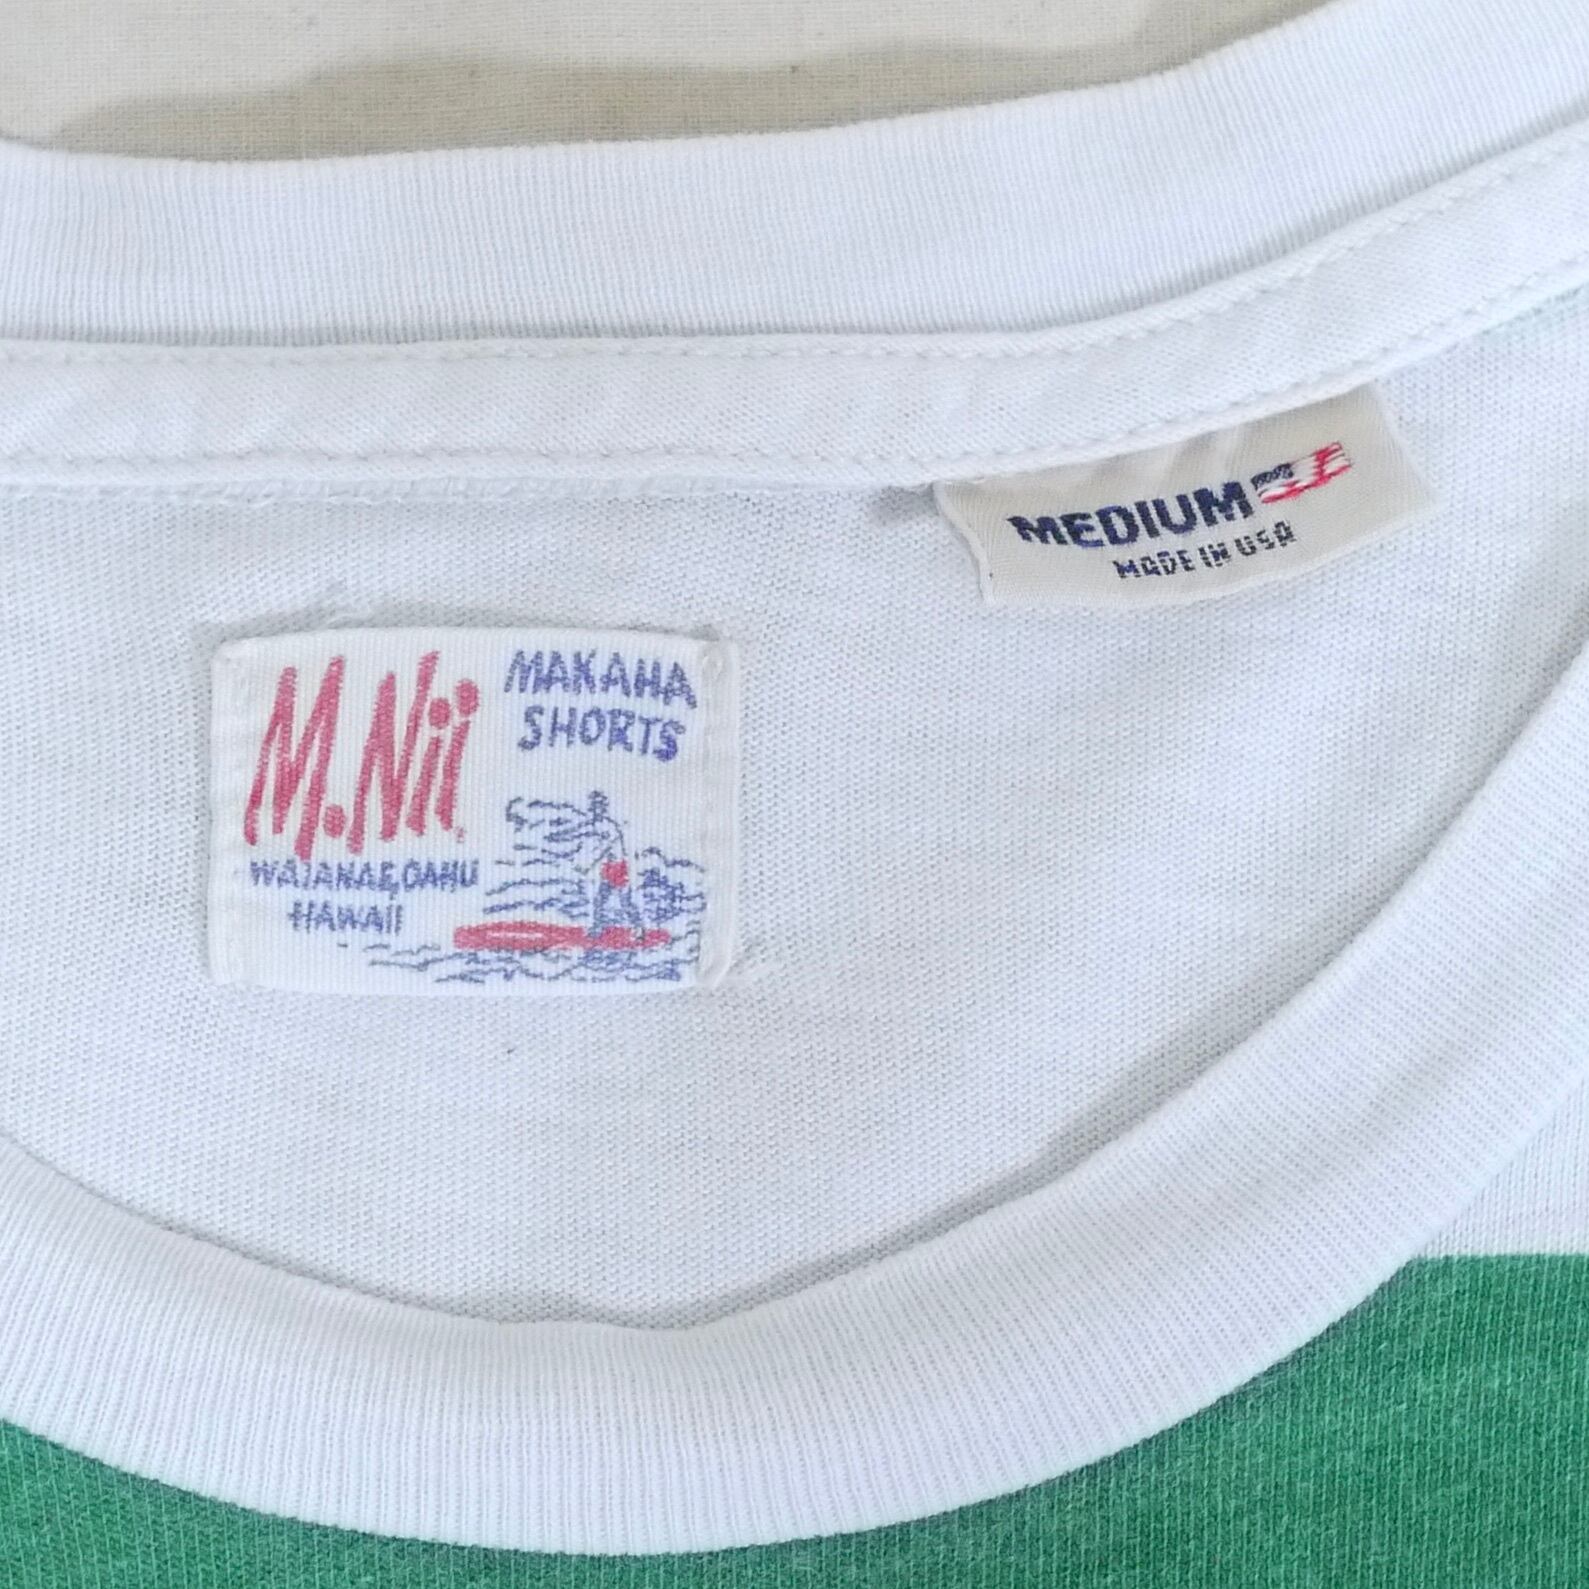 M.Nii
MAKAHA
SHORTS
WAIANAE, OAHU
HAWAII
MEDIUM
MADE IN USA